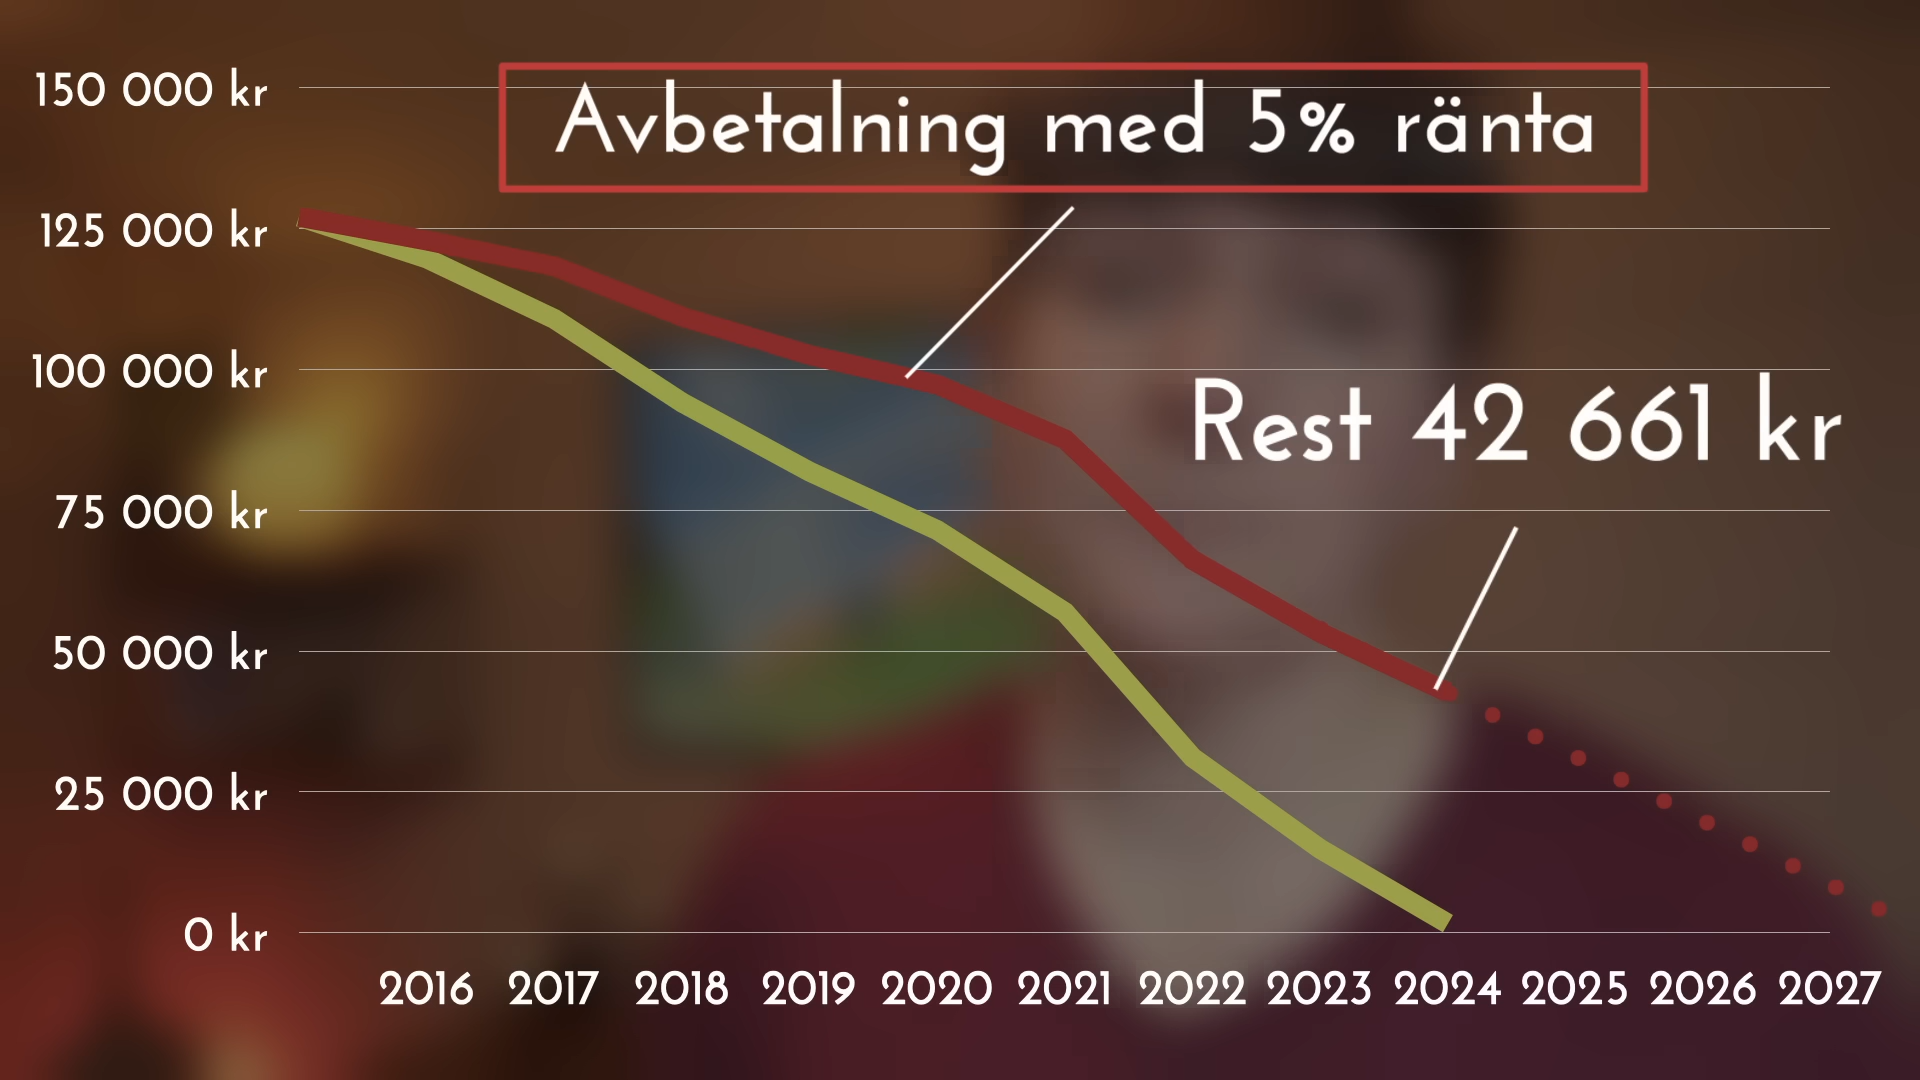 Avbetalning med 5% ränta
Rest 42 661 kr
150 000 kr
125 000 kr
100 000 kr
75 000 kr
50 000 kr
25 000 kr
0 kr
2016 2017 2018 2019 2020 2021 2022 2023 2024 2025 2026 2027